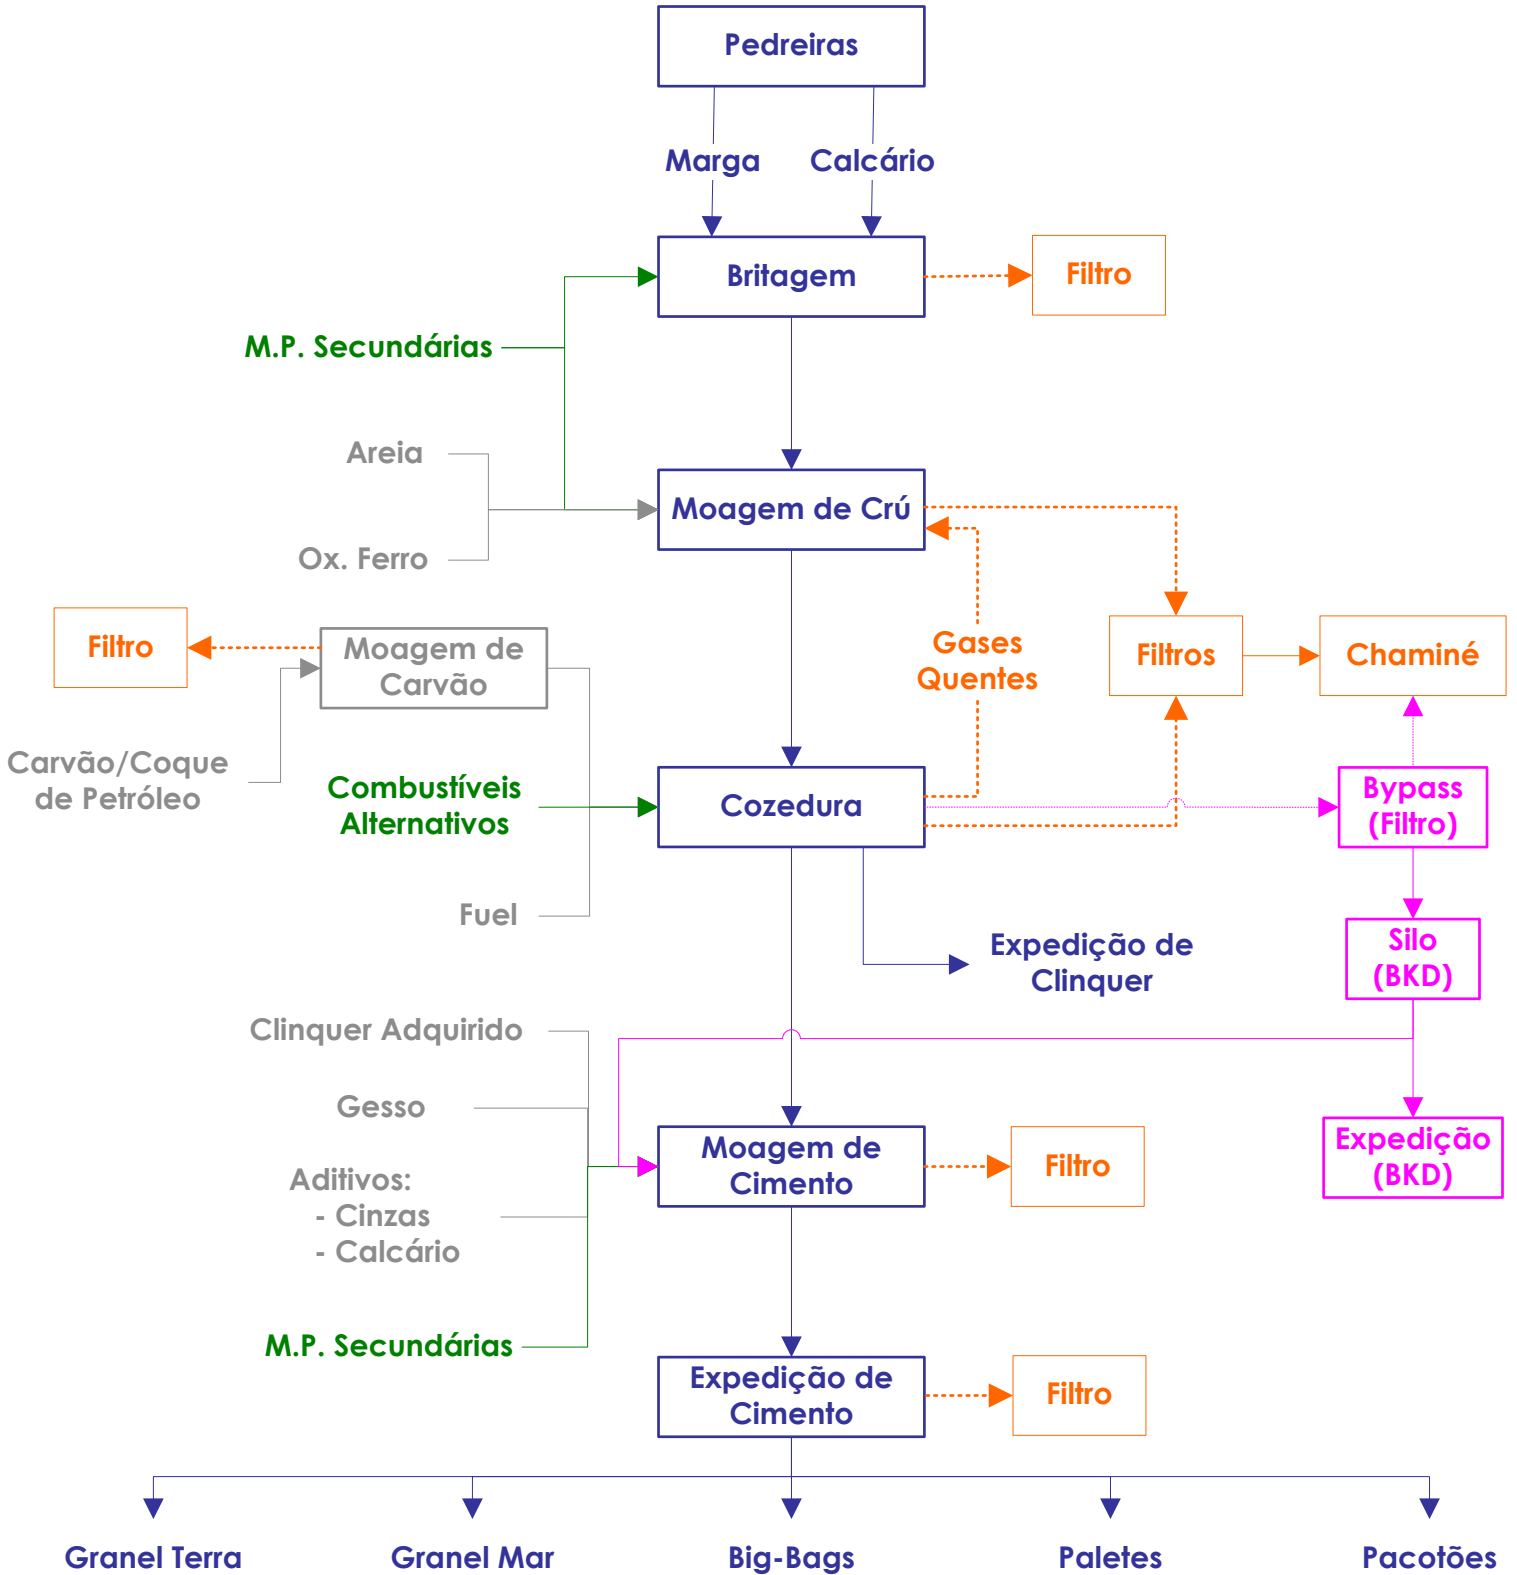 Pedreiras
Marga
Calcário
Britagem
Filtro
M.P. Secundárias
Areia
Moagem de Crú
Ox. Ferro
Filtro
Moagem de
Carvão
Gases
Quentes
Filtros
Chaminé
Carvão/Coque
de Petróleo
Combustíveis
Alternativos
Cozedura
Bypass
(Filtro)
Fuel
Expedição de
Clinquer
Silo
(BKD)
Clinquer Adquirido
Gesso
Moagem de
Cimento
Filtro
Expedição
(BKD)
Aditivos:
- Cinzas
- Calcário
M.P. Secundárias
Expedição de
Cimento
Filtro
Granel Terra
Granel Mar
Big-Bags
Paletes
Pacotões